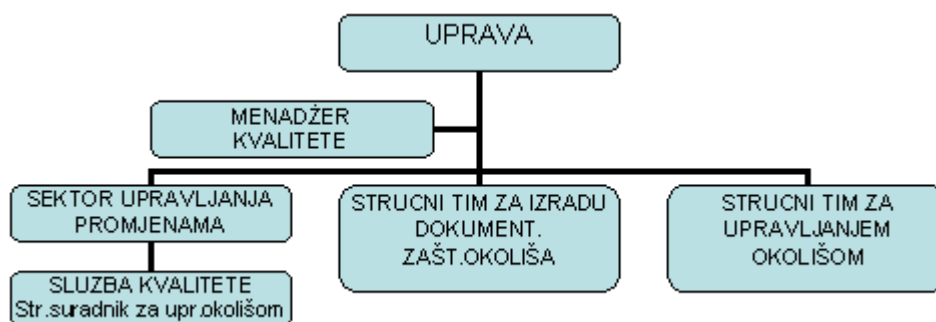 UPRAVA
MENADŽER
KVALITETE
SEKTOR UPRAVLJANJA
PROMJENAMA
STRUCNI TIM ZA IZRADU
DOKUMENT.
ZAŠT.OKOLIŠA
STRUCNI TIM ZA
UPRAVLJANJEM
OKOLIŠOM
SLUZBA KVALITETE
Str.suradnik za upr.okolišom